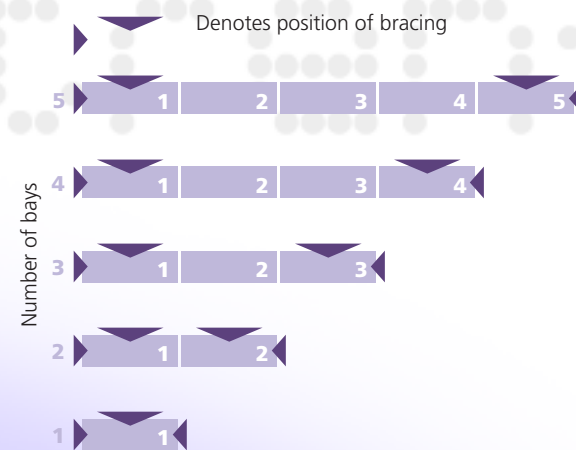 Denotes position of bracing
Number of bays
5 1 2 3 4 5
4 1 2 3 4
3 1 2 3
2 1 2
1 1